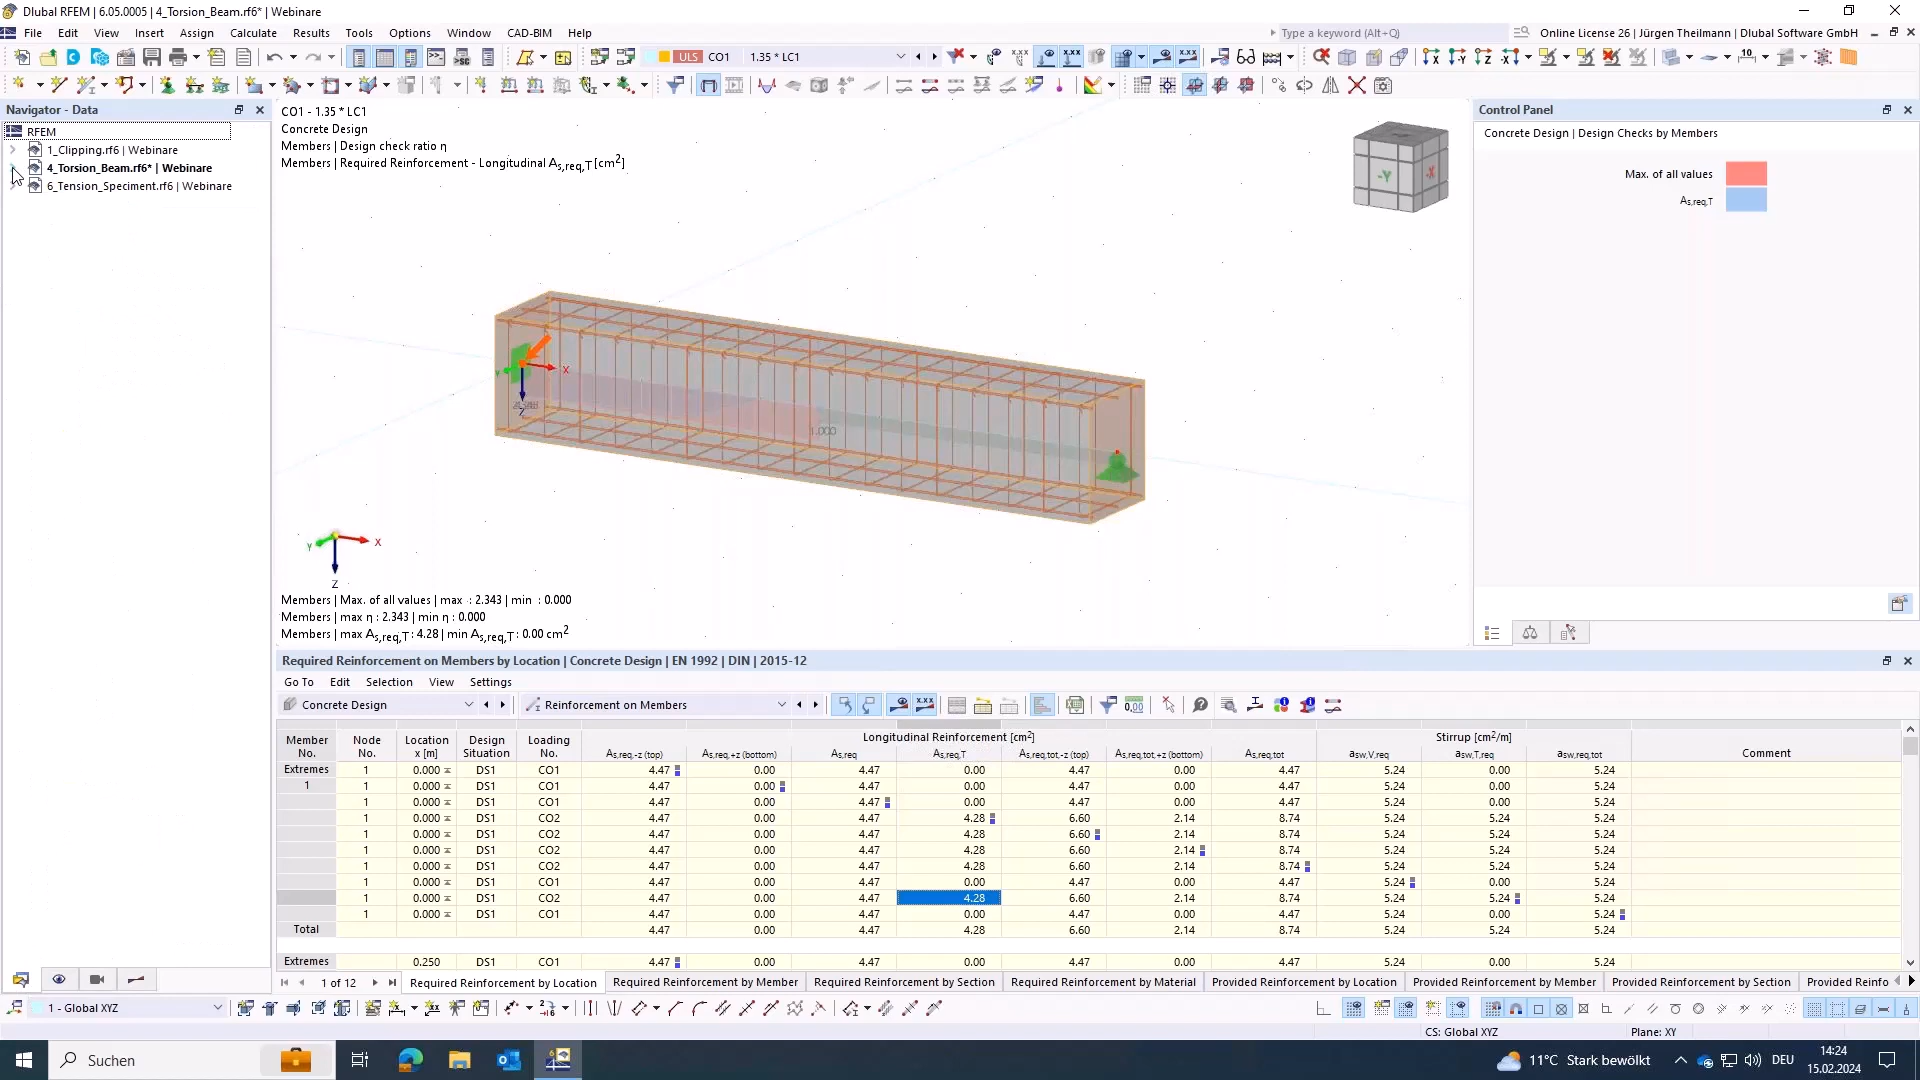 Dlubal RFEM | 6.05.0005 | 4_Torsion_Beam.rf6* | Webinare
File Edit View Insert Assign Calculate Results Tools Options Window CAD-BIM Help
Type a keyword (Alt+Q)
Online License 26 | Jürgen Theilmann | Dlubal Software GmbH
ULS CO1 1.35 * LC1
Navigator - Data
RFEM
1_Clipping.rf6 | Webinare
4_Torsion_Beam.rf6* | Webinare
6_Tension_Speciment.rf6 | Webinare
CO1 - 1.35 * LC1
Concrete Design
Members | Design check ratio η
Members | Required Reinforcement - Longitudinal As,req,T [cm²]
-Y -X
X
Y
Z
1.000
X
Y
Z
Members | Max. of all values | max : 2.343 | min : 0.000
Members | max η : 2.343 | min η : 0.000
Members | max As,req,T : 4.28 | min As,req,T : 0.00 cm²
Control Panel
Concrete Design | Design Checks by Members
Max. of all values
As,req,T
Required Reinforcement on Members by Location | Concrete Design | EN 1992 | DIN | 2015-12
Go To Edit Selection View Settings
Concrete Design Reinforcement on Members
Member Node Location Design Loading Longitudinal Reinforcement [cm²] Stirrup [cm²/m]
No. No. x [m] Situation No. As,req,-z (top) As,req,+z (bottom) As,req As,req,T As,req,tot,-z (top) As,req,tot,+z (bottom) As,req,tot asw,V,req asw,T,req asw,req,tot Comment
Extremes 1 0.000 DS1 CO1 4.47 0.00 4.47 0.00 4.47 0.00 4.47 5.24 0.00 5.24
1 1 0.000 DS1 CO1 4.47 0.00 4.47 0.00 4.47 0.00 4.47 5.24 0.00 5.24
1 0.000 DS1 CO1 4.47 0.00 4.47 0.00 4.47 0.00 4.47 5.24 0.00 5.24
1 0.000 DS1 CO2 4.47 0.00 4.47 4.28 6.60 2.14 8.74 5.24 5.24 5.24
1 0.000 DS1 CO2 4.47 0.00 4.47 4.28 6.60 2.14 8.74 5.24 5.24 5.24
1 0.000 DS1 CO2 4.47 0.00 4.47 4.28 6.60 2.14 8.74 5.24 5.24 5.24
1 0.000 DS1 CO2 4.47 0.00 4.47 4.28 6.60 2.14 8.74 5.24 5.24 5.24
1 0.000 DS1 CO1 4.47 0.00 4.47 0.00 4.47 0.00 4.47 5.24 0.00 5.24
1 0.000 DS1 CO2 4.47 0.00 4.47 4.28 6.60 2.14 8.74 5.24 5.24 5.24
1 0.000 DS1 CO1 4.47 0.00 4.47 0.00 4.47 0.00 4.47 5.24 0.00 5.24
Total 4.47 0.00 4.47 4.28 6.60 2.14 8.74 5.24 5.24 5.24
Extremes 0.250 DS1 CO1 4.47 0.00 4.47 0.00 4.47 0.00 4.47 5.24 0.00 5.24
1 of 12 Required Reinforcement by Location Required Reinforcement by Member Required Reinforcement by Section Required Reinforcement by Material Provided Reinforcement by Location Provided Reinforcement by Member Provided Reinforcement by Section Provided Reinfo
1 - Global XYZ
CS: Global XYZ Plane: XY
Suchen
11°C Stark bewölkt DEU
14:24
15.02.2024